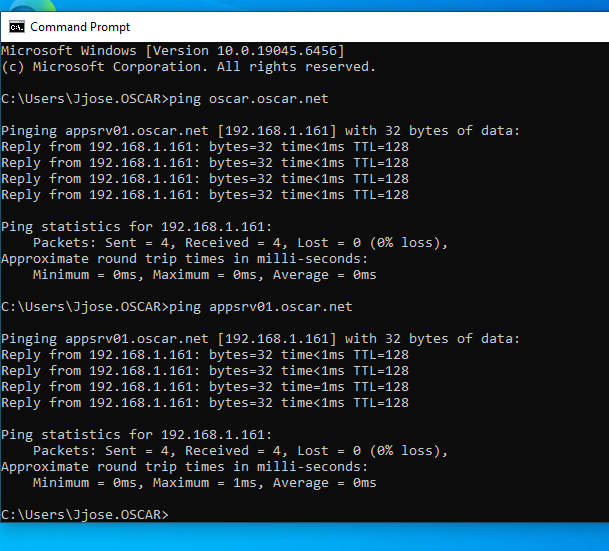 Command Prompt
Microsoft Windows [Version 10.0.19045.6456]
(c) Microsoft Corporation. All rights reserved.
C:\Users\Jjose.OSCAR>ping oscar.oscar.net
Pinging appsrv01.oscar.net [192.168.1.161] with 32 bytes of data:
Reply from 192.168.1.161: bytes=32 time<1ms TTL=128
Reply from 192.168.1.161: bytes=32 time<1ms TTL=128
Reply from 192.168.1.161: bytes=32 time<1ms TTL=128
Reply from 192.168.1.161: bytes=32 time<1ms TTL=128
Ping statistics for 192.168.1.161:
    Packets: Sent = 4, Received = 4, Lost = 0 (0% loss),
Approximate round trip times in milli-seconds:
    Minimum = 0ms, Maximum = 0ms, Average = 0ms
C:\Users\Jjose.OSCAR>ping appsrv01.oscar.net
Pinging appsrv01.oscar.net [192.168.1.161] with 32 bytes of data:
Reply from 192.168.1.161: bytes=32 time<1ms TTL=128
Reply from 192.168.1.161: bytes=32 time<1ms TTL=128
Reply from 192.168.1.161: bytes=32 time=1ms TTL=128
Reply from 192.168.1.161: bytes=32 time<1ms TTL=128
Ping statistics for 192.168.1.161:
    Packets: Sent = 4, Received = 4, Lost = 0 (0% loss),
Approximate round trip times in milli-seconds:
    Minimum = 0ms, Maximum = 1ms, Average = 0ms
C:\Users\Jjose.OSCAR>